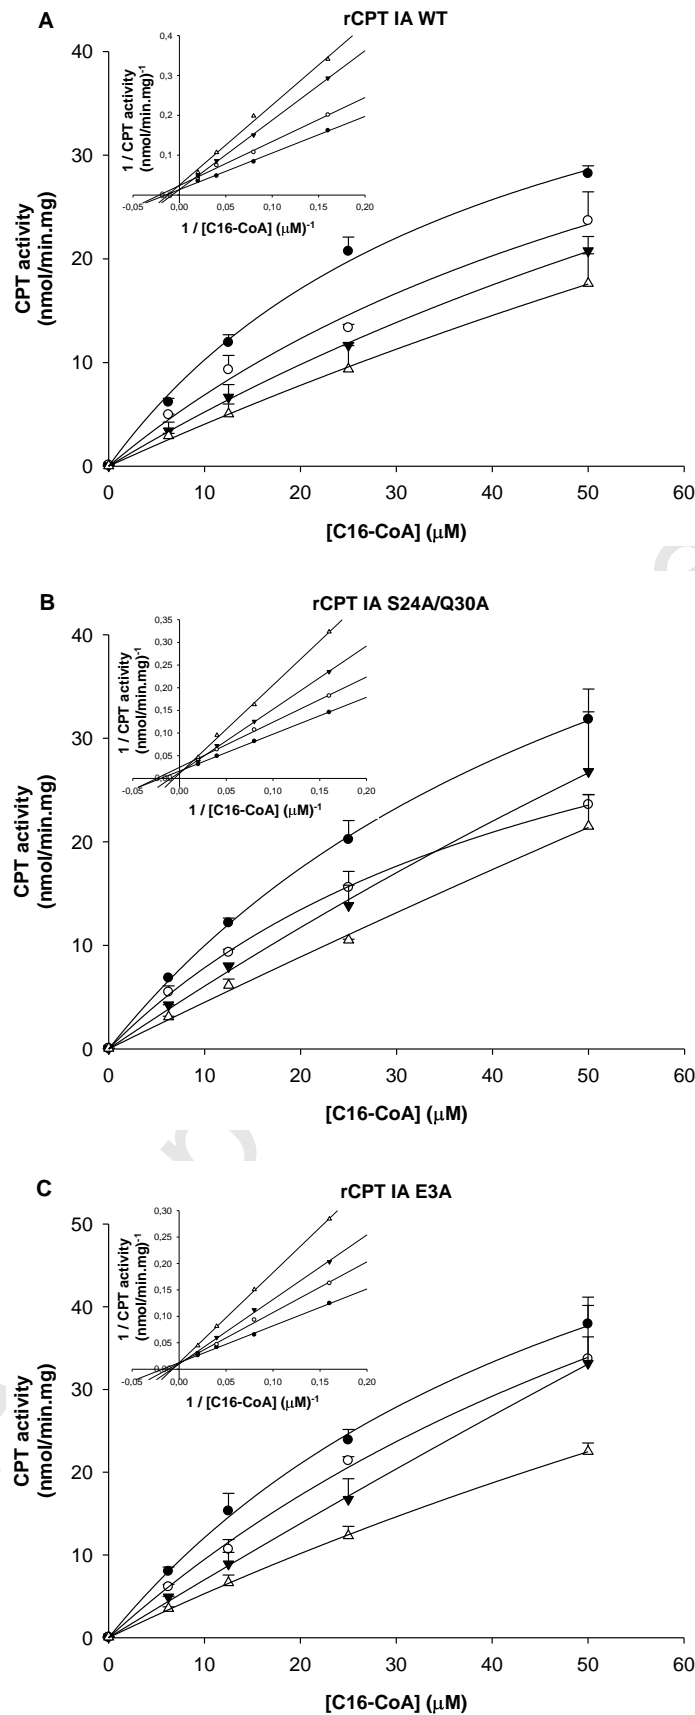 A
rCPT IA WT
40
30
20
10
0
CPT activity
(nmol/min.mg)
0 10 20 30 40 50 60
[C16-CoA] (μM)
0,4
0,3
0,2
0,1
1 / CPT activity
(nmol/min.mg)-1
-0,05 0,00 0,05 0,10 0,15 0,20
1 / [C16-CoA] (μM)-1
B
rCPT IA S24A/Q30A
40
30
20
10
0
CPT activity
(nmol/min.mg)
0 10 20 30 40 50 60
[C16-CoA] (μM)
0,35
0,30
0,25
0,20
0,15
0,10
0,05
0,00
1 / CPT activity
(nmol/min.mg)-1
-0,05 0,00 0,05 0,10 0,15 0,20
1 / [C16-CoA] (μM)-1
C
rCPT IA E3A
50
40
30
20
10
0
CPT activity
(nmol/min.mg)
0 10 20 30 40 50 60
[C16-CoA] (μM)
0,30
0,25
0,20
0,15
0,10
0,05
1 / CPT activity
(nmol/min.mg)-1
-0,05 0,00 0,05 0,10 0,15 0,20
1 / [C16-CoA] (μM)-1